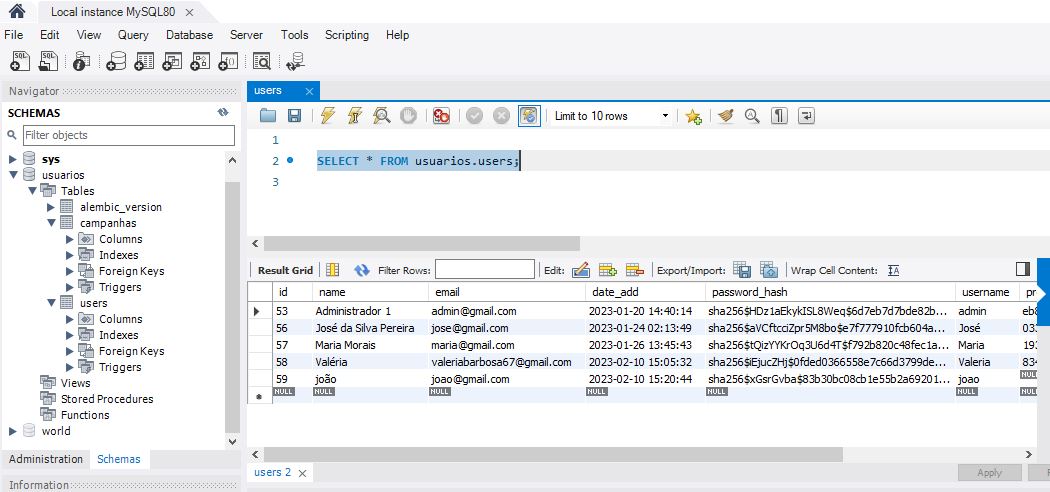 Local instance MySQL80
File Edit View Query Database Server Tools Scripting Help
Navigator
SCHEMAS
Filter objects
sys
usuarios
Tables
alembic_version
campanhas
Columns
Indexes
Foreign Keys
Triggers
users
Columns
Indexes
Foreign Keys
Triggers
Views
Stored Procedures
Functions
world
Administration Schemas
Information
users
Limit to 10 rows
1
2 SELECT * FROM usuarios.users;
3
Result Grid Filter Rows: Edit: Export/Import: Wrap Cell Content:
id name email date_add password_hash username
53 Administrador 1 admin@gmail.com 2023-01-20 14:40:14 sha256$HDz1aEkykISL8Weq$6d7eb7d7bde82b... admin
56 José da Silva Pereira jose@gmail.com 2023-01-24 02:13:49 sha256$aVCftcciZpr5M8bo$e7f777910fcb604a... José
57 Maria Morais maria@gmail.com 2023-01-26 13:45:43 sha256$tQizYYKrOq3U6d4T$f792b820c48fec1a... Maria 193
58 Valéria valeriabarbosa67@gmail.com 2023-02-10 15:05:32 sha256$iEjucZHj$0fded0366558e7c66d3799de... Valeria 834
59 joão joao@gmail.com 2023-02-10 15:20:44 sha256$xGsrGvba$83b30bc08cb1e55b2a69201... joao NULL
NULL NULL NULL NULL NULL NULL NULL
users 2
Apply